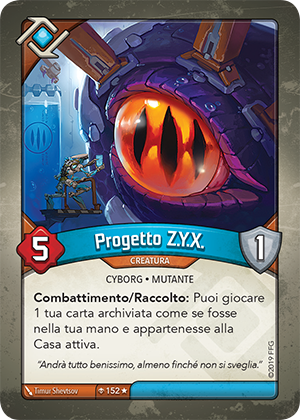 Progetto Z.Y.X.
CREATURA
5
1
CYBORG • MUTANTE
Combattimento/Raccolto: Puoi giocare
1 tua carta archiviata come se fosse
nella tua mano e appartenesse alla
Casa attiva.
“Andrà tutto benissimo, almeno finché non si sveglia.”
Timur Shevtsov
152★
©2019 FFG